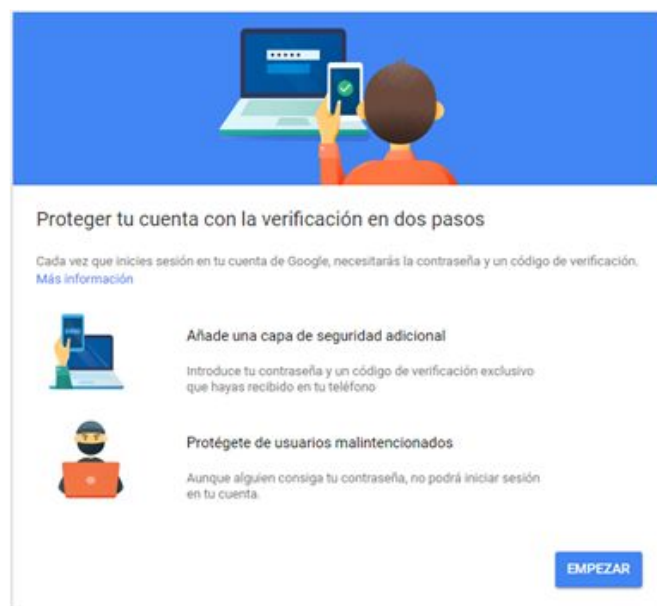 Proteger tu cuenta con la verificación en dos pasos
Cada vez que inicies sesión en tu cuenta de Google, necesitarás la contraseña y un código de verificación.
Más información
Añade una capa de seguridad adicional
Introduce tu contraseña y un código de verificación exclusivo
que hayas recibido en tu teléfono
Protégete de usuarios malintencionados
Aunque alguien consiga tu contraseña, no podrá iniciar sesión
en tu cuenta.
EMPEZAR